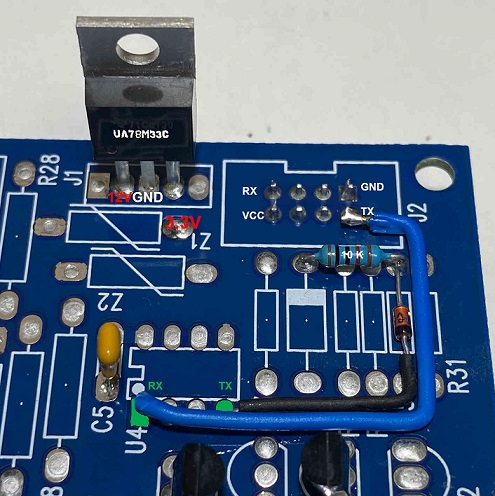 UA78M33C
R28
J1
12V GND
3.3V
Z1
Z2
RX
GND
VCC
TX
J2
10 K
R31
C5
U4
RX
TX